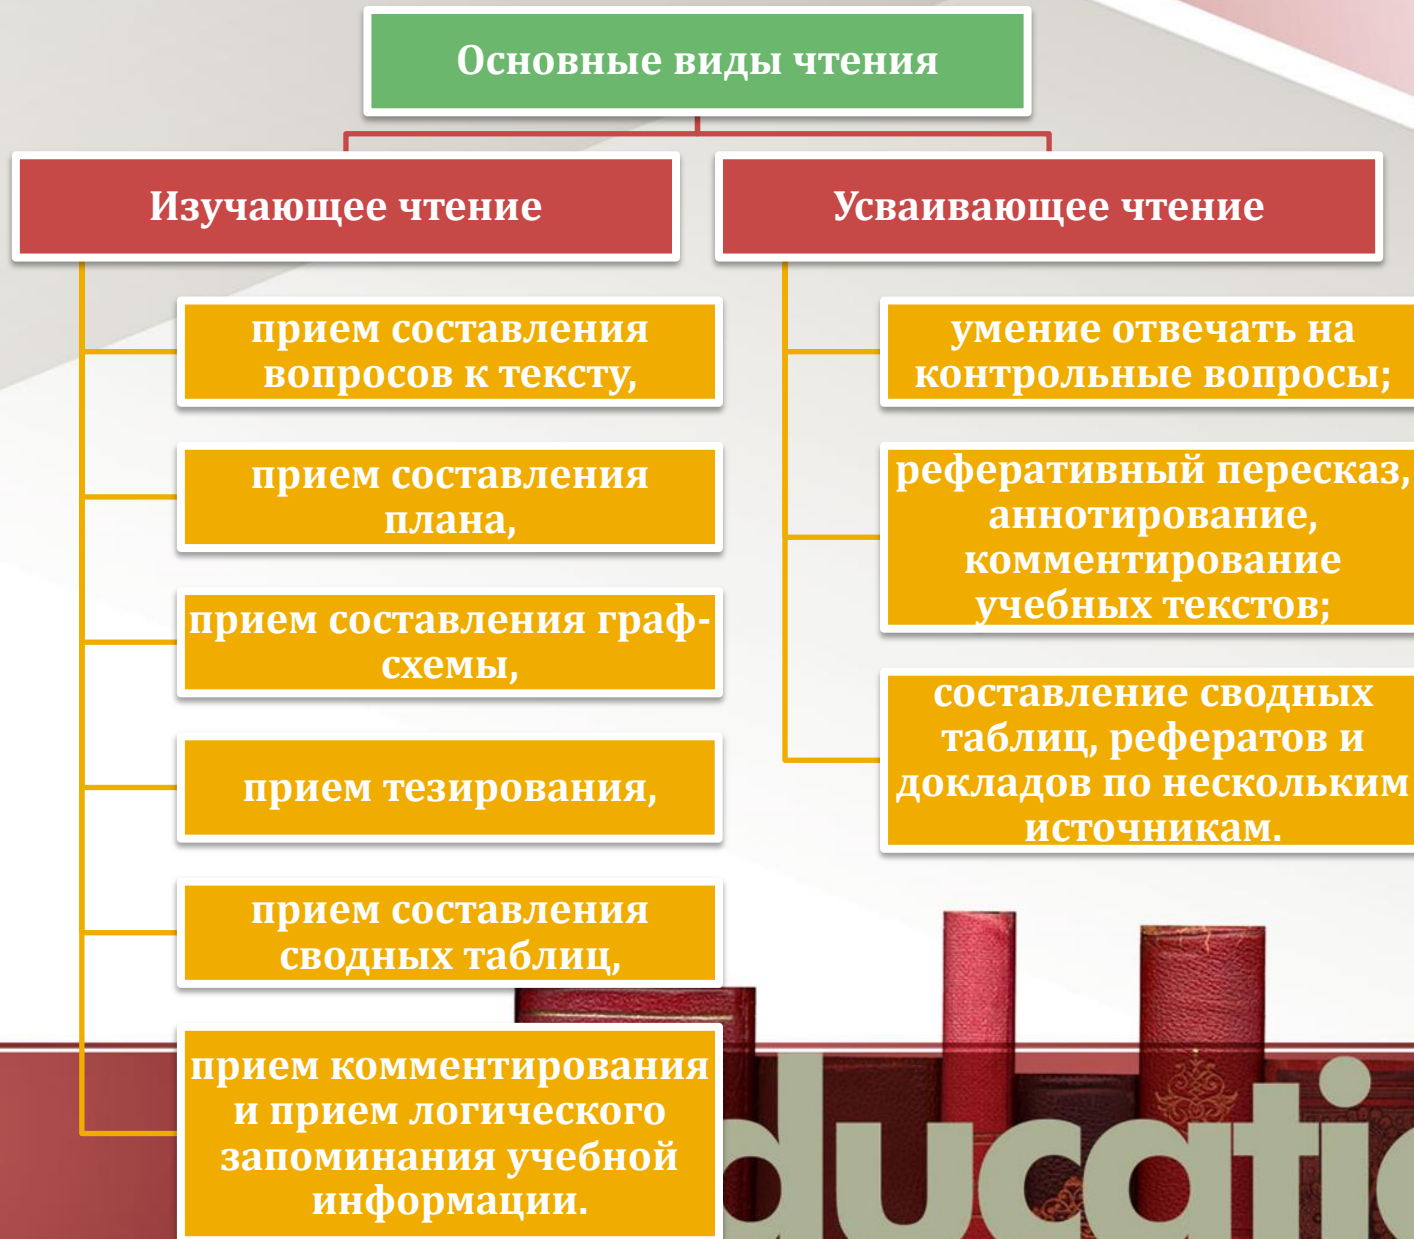 Основные виды чтения
Изучающее чтение
прием составления
вопросов к тексту,
прием составления
плана,
прием составления граф-
схемы,
прием тезирования,
прием составления
сводных таблиц,
прием комментирования
и прием логического
запоминания учебной
информации.
Усваивающее чтение
умение отвечать на
контрольные вопросы;
реферативный пересказ,
аннотирование,
комментирование
учебных текстов;
составление сводных
таблиц, рефератов и
докладов по нескольким
источникам.